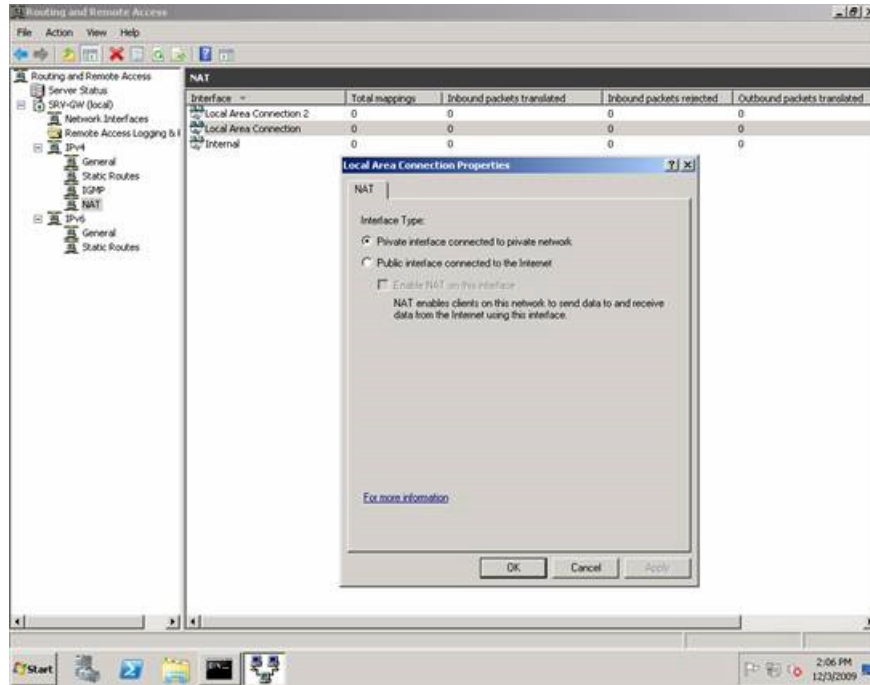 Routing and Remote Access
File Action View Help
Routing and Remote Access
Server Status
SRV-GW (local)
Network Interfaces
Remote Access Logging &
IPv4
General
Static Routes
IGMP
NAT
IPv6
General
Static Routes
NAT
Interface Total mappings Inbound packets translated Inbound packets rejected Outbound packets translated
Local Area Connection 2 0 0 0 0
Local Area Connection 0 0 0 0
Internal 0 0 0 0
Local Area Connection Properties
NAT
Interface Type:
Private interface connected to private network
Public interface connected to the Internet
Enable NAT on this interface
NAT enables clients on this network to send data to and receive
data from the Internet using this interface.
For more information
OK Cancel Apply
Start
2:06 PM
12/3/2009